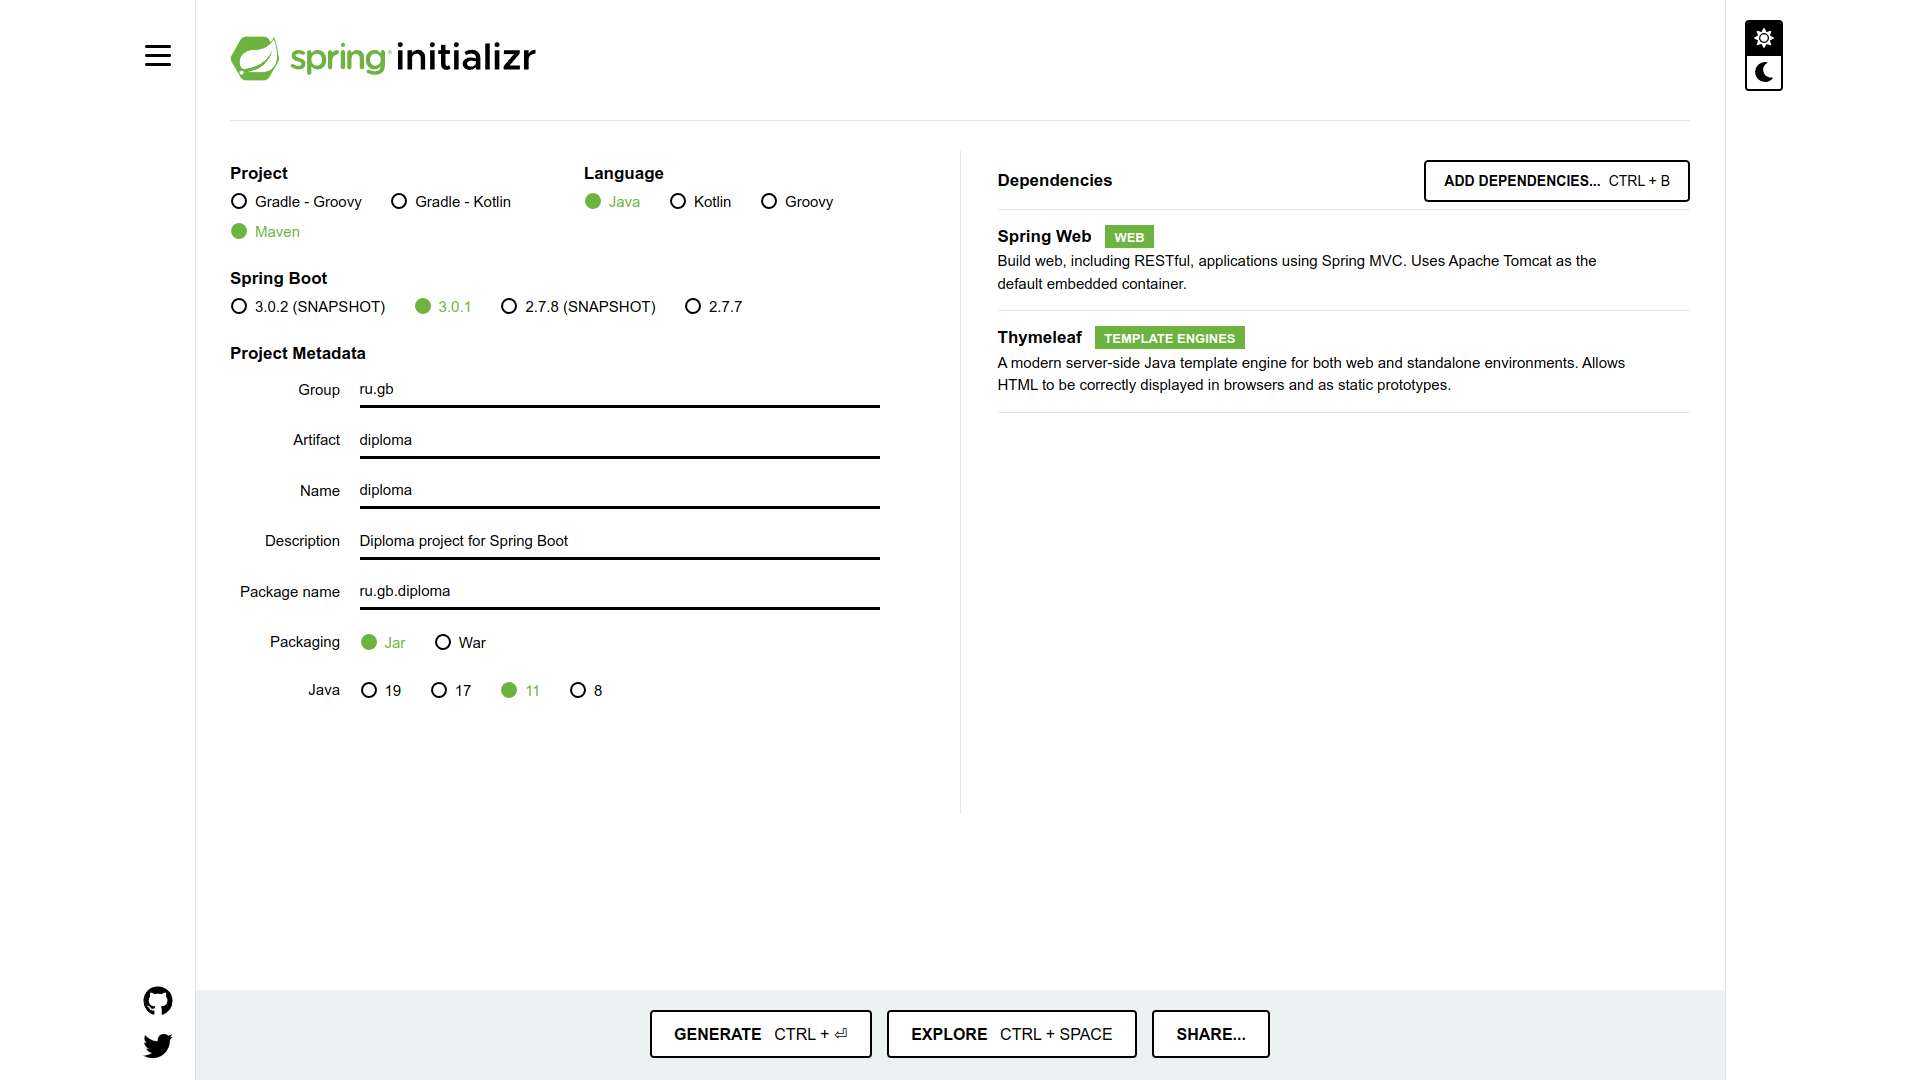 spring initializr
Project
Gradle - Groovy Gradle - Kotlin
Maven
Language
Java Kotlin Groovy
Spring Boot
3.0.2 (SNAPSHOT) 3.0.1 2.7.8 (SNAPSHOT) 2.7.7
Project Metadata
Group ru.gb
Artifact diploma
Name diploma
Description Diploma project for Spring Boot
Package name ru.gb.diploma
Packaging Jar War
Java 19 17 11 8
Dependencies ADD DEPENDENCIES... CTRL + B
Spring Web WEB
Build web, including RESTful, applications using Spring MVC. Uses Apache Tomcat as the
default embedded container.
Thymeleaf TEMPLATE ENGINES
A modern server-side Java template engine for both web and standalone environments. Allows
HTML to be correctly displayed in browsers and as static prototypes.
GENERATE CTRL + ⏎ EXPLORE CTRL + SPACE SHARE...